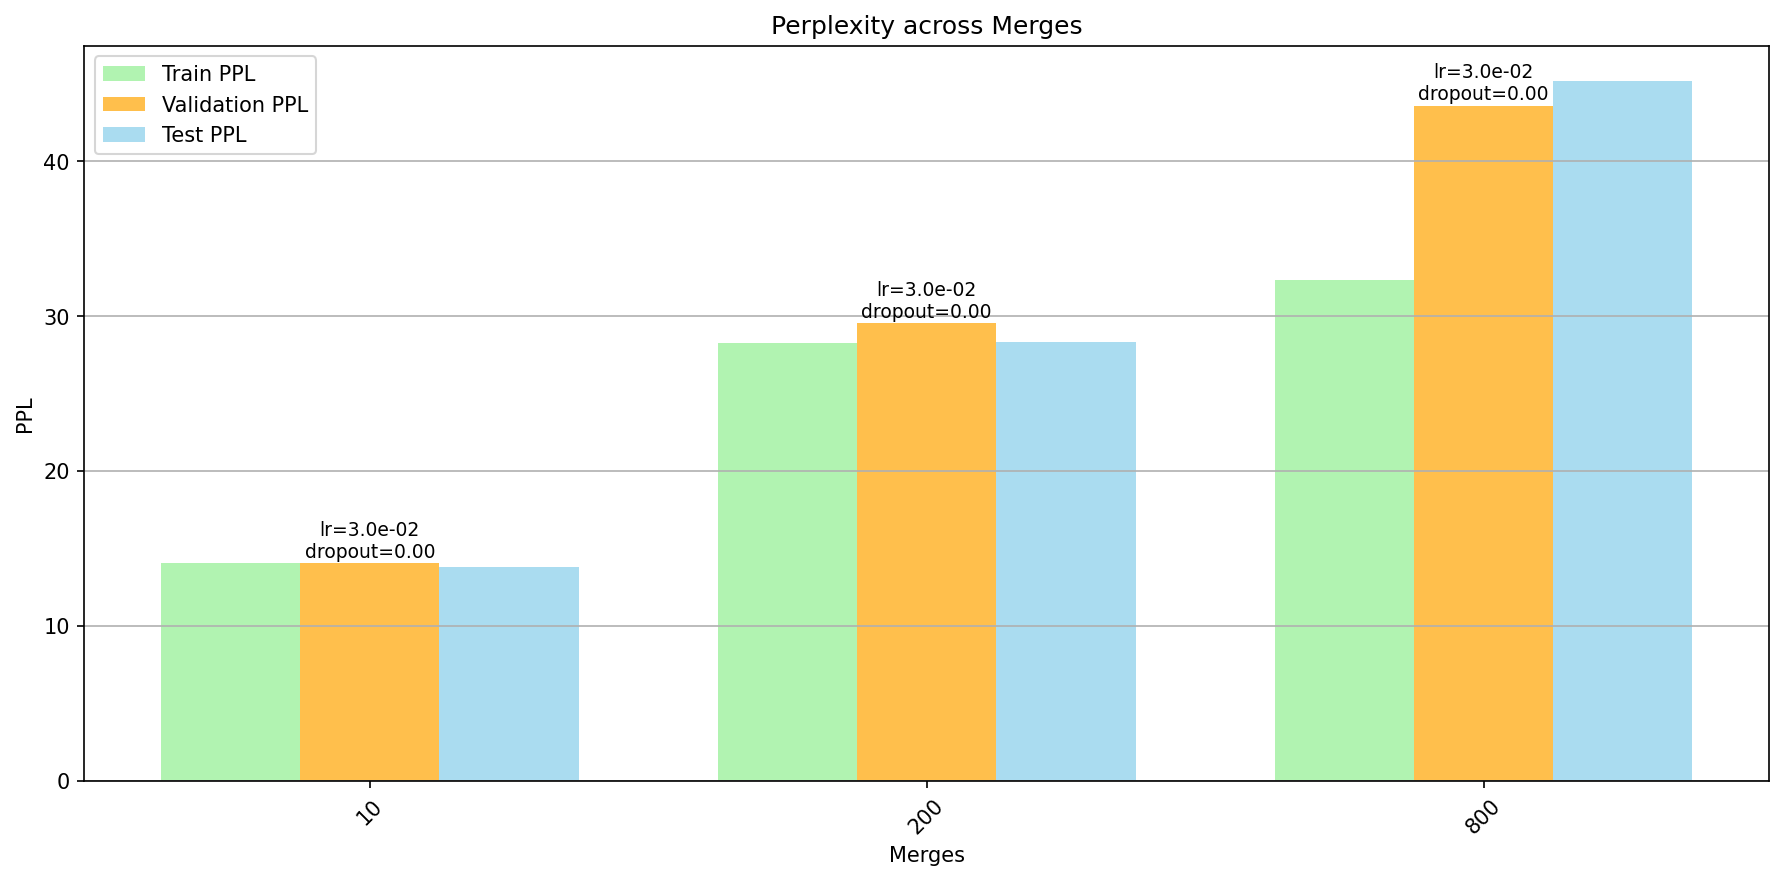 Perplexity across Merges
Train PPL
Validation PPL
Test PPL
lr=3.0e-02
dropout=0.00
lr=3.0e-02
dropout=0.00
lr=3.0e-02
dropout=0.00
PPL
40
30
20
10
0
10
200
800
Merges